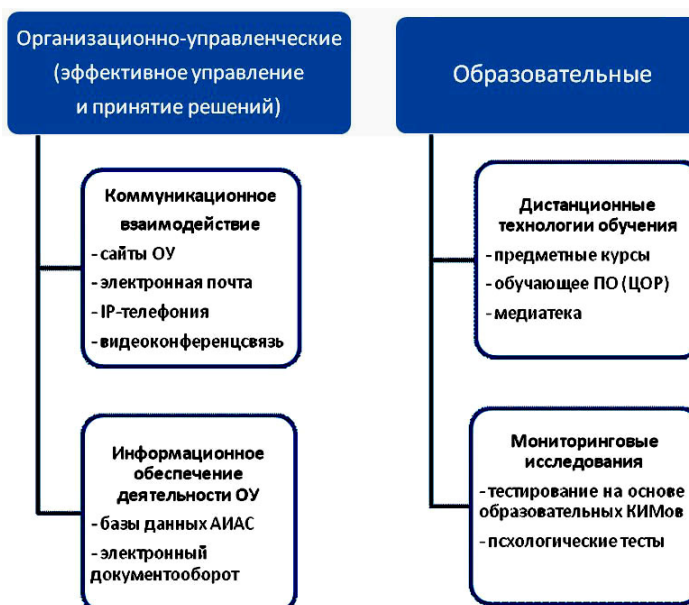 Организационно-управленческие
(эффективное управление
и принятие решений)
Коммуникационное
взаимодействие
- сайты ОУ
- электронная почта
- IP-телефония
- видеоконференцсвязь
Информационное
обеспечение
деятельности ОУ
- базы данных АИАС
- электронный
документооборот
Образовательные
Дистанционные
технологии обучения
- предметные курсы
- обучающее ПО (ЦОР)
- медиатека
Мониторинговые
исследования
- тестирование на основе
образовательных КИМов
- псхологические тесты